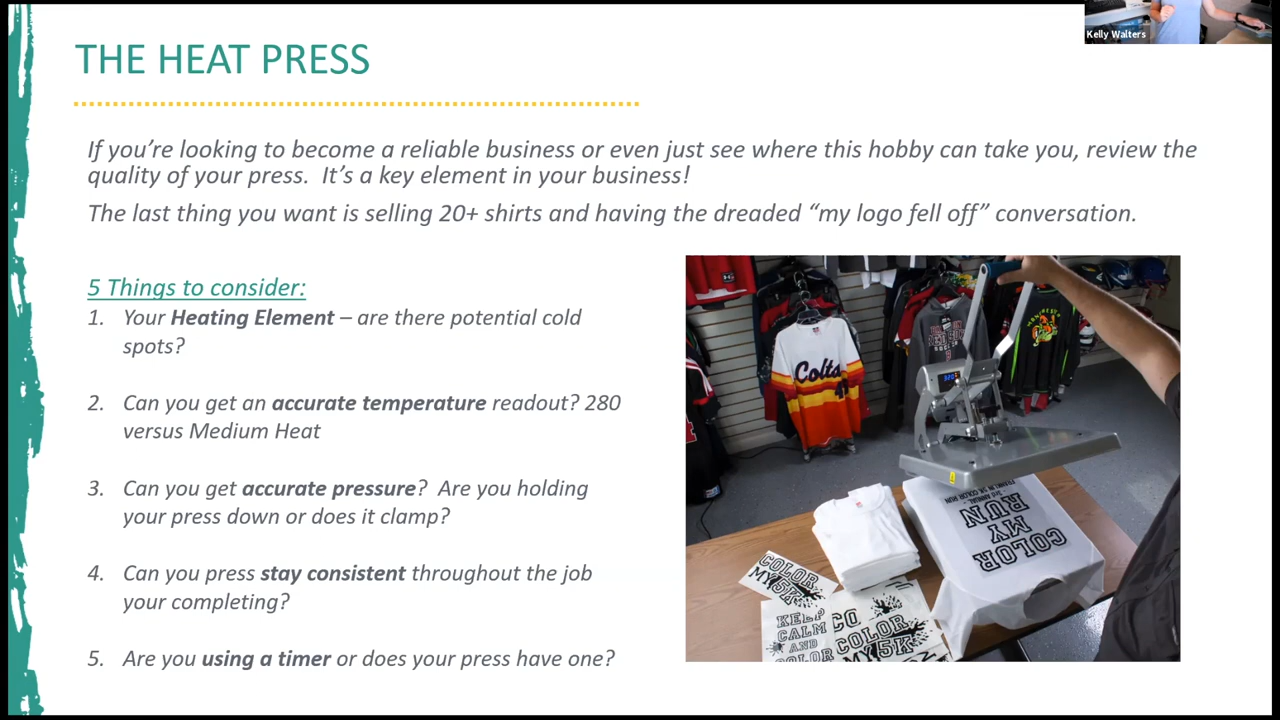 Kelly Walters
THE HEAT PRESS
If you’re looking to become a reliable business or even just see where this hobby can take you, review the
quality of your press.  It’s a key element in your business!
The last thing you want is selling 20+ shirts and having the dreaded “my logo fell off” conversation.
5 Things to consider:
1. Your Heating Element – are there potential cold
spots?
2. Can you get an accurate temperature readout? 280
versus Medium Heat
3. Can you get accurate pressure?  Are you holding
your press down or does it clamp?
4. Can you press stay consistent throughout the job
your completing?
5. Are you using a timer or does your press have one?
Colts
COLOR
MY
RUN
COLOR
MY 5K
KEEP
CALM
AND
COLOR
CO
COLOR
MY 5K